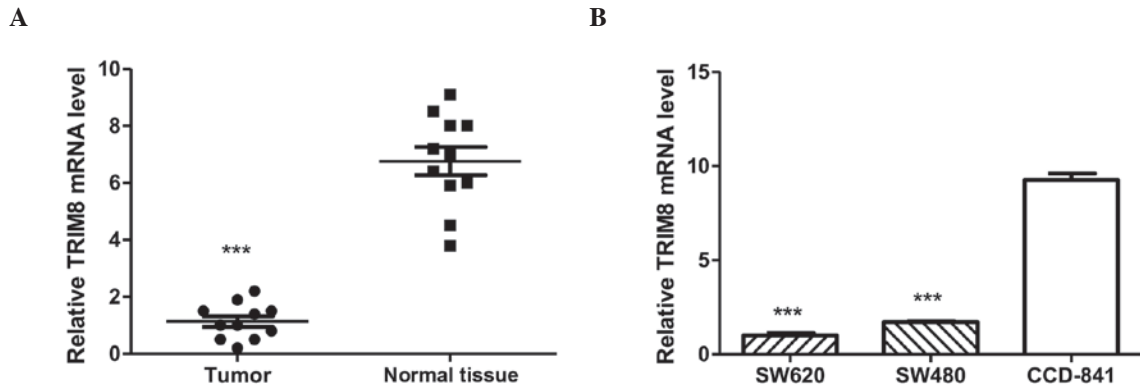 A
Relative TRIM8 mRNA level
10
8
6
4
2
0
***
Tumor
Normal tissue
B
Relative TRIM8 mRNA level
15
10
5
0
***
***
SW620
SW480
CCD-841